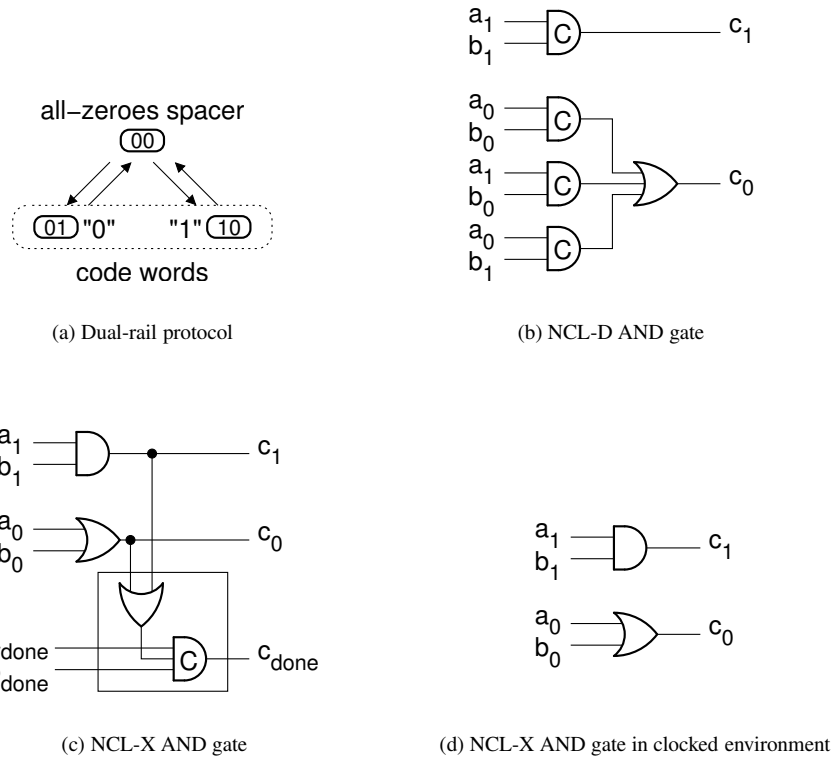 all-zeroes spacer
00
01 "0" "1" 10
code words
(a) Dual-rail protocol
a1
b1
C
c1
a0
b0
C
a1
b0
C
c0
a0
b1
C
(b) NCL-D AND gate
a1
b1
c1
a0
b0
c0
done
done
C
cdone
(c) NCL-X AND gate
a1
b1
c1
a0
b0
c0
(d) NCL-X AND gate in clocked environment